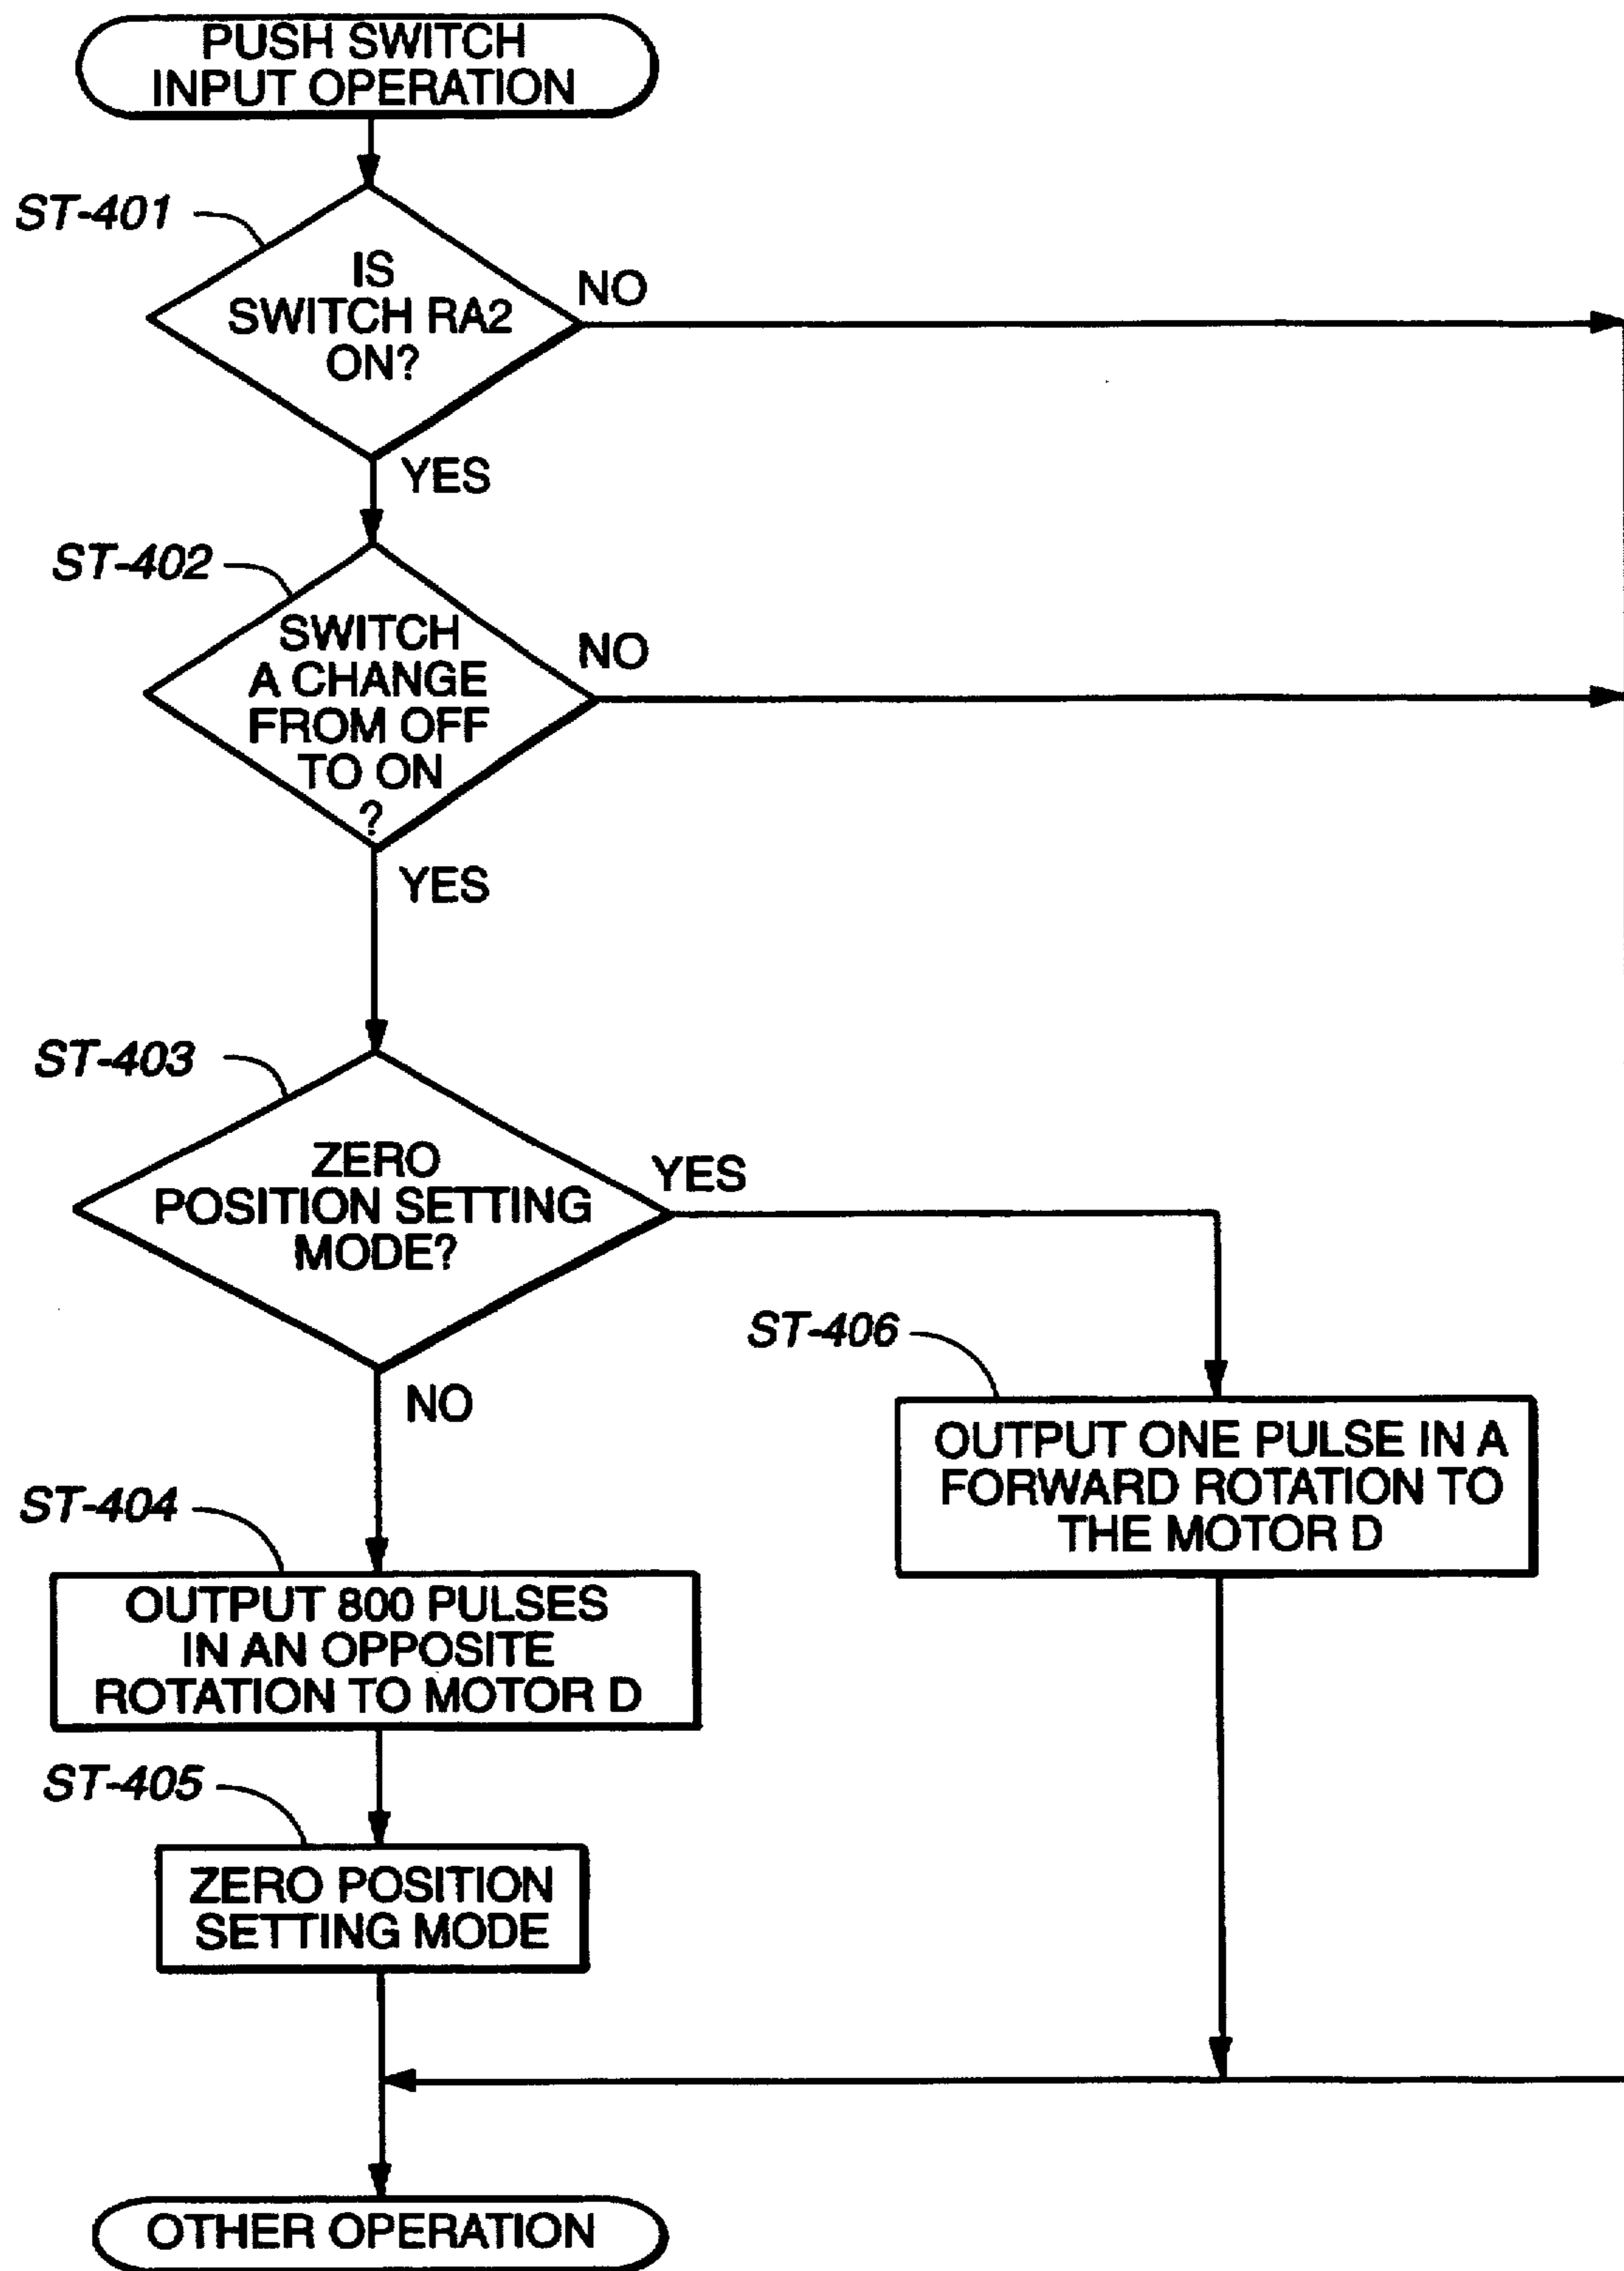 PUSH SWITCH
INPUT OPERATION
ST-401
IS
SWITCH RA2
ON?
NO
YES
ST-402
SWITCH
A CHANGE
FROM OFF
TO ON
?
NO
YES
ST-403
ZERO
POSITION SETTING
MODE?
YES
NO
ST-406
OUTPUT ONE PULSE IN A
FORWARD ROTATION TO
THE MOTOR D
ST-404
OUTPUT 800 PULSES
IN AN OPPOSITE
ROTATION TO MOTOR D
ST-405
ZERO POSITION
SETTING MODE
OTHER OPERATION